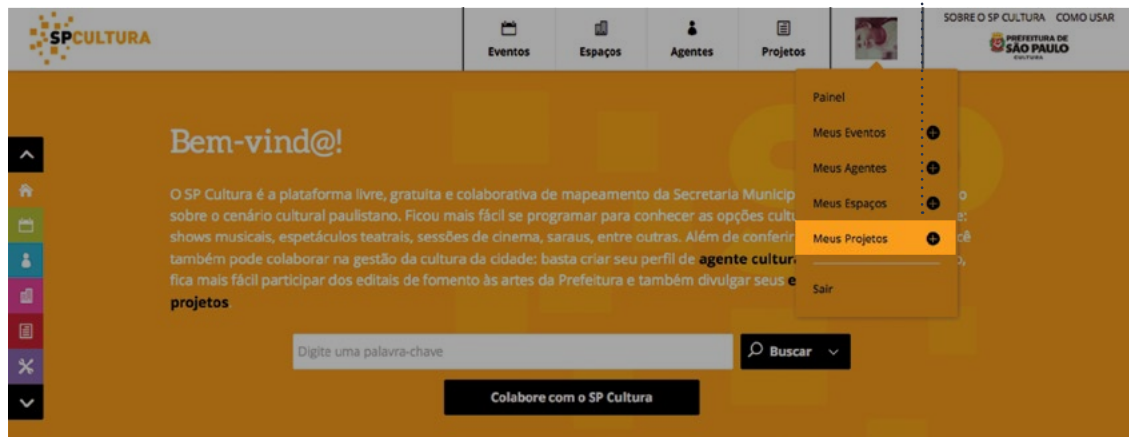 SPCULTURA
Eventos
Espaços
Agentes
Projetos
SOBRE O SP CULTURA COMO USAR
PREFEITURA DE
SÃO PAULO
CULTURA
Painel
Meus Eventos
Meus Agentes
Meus Espaços
Meus Projetos
Sair
Bem-vind@!
O SP Cultura é a plataforma livre, gratuita e colaborativa de mapeamento da Secretaria Municip o
sobre o cenário cultural paulistano. Ficou mais fácil se programar para conhecer as opções cultu e:
shows musicais, espetáculos teatrais, sessões de cinema, saraus, entre outras. Além de conferir cê
também pode colaborar na gestão da cultura da cidade: basta criar seu perfil de agente cultur o,
fica mais fácil participar dos editais de fomento às artes da Prefeitura e também divulgar seus e
projetos
Digite uma palavra-chave
Buscar
Colabore com o SP Cultura